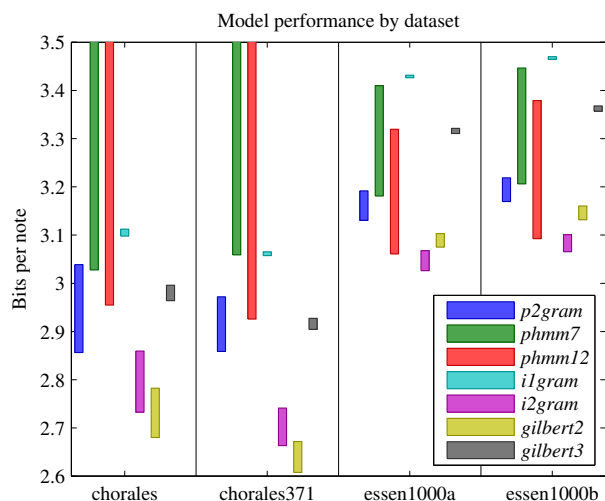 Model performance by dataset
Bits per note
3.5
3.4
3.3
3.2
3.1
3
2.9
2.8
2.7
2.6
p2gram
phmm7
phmm12
i1gram
i2gram
gilbert2
gilbert3
chorales chorales371 essen1000a essen1000b